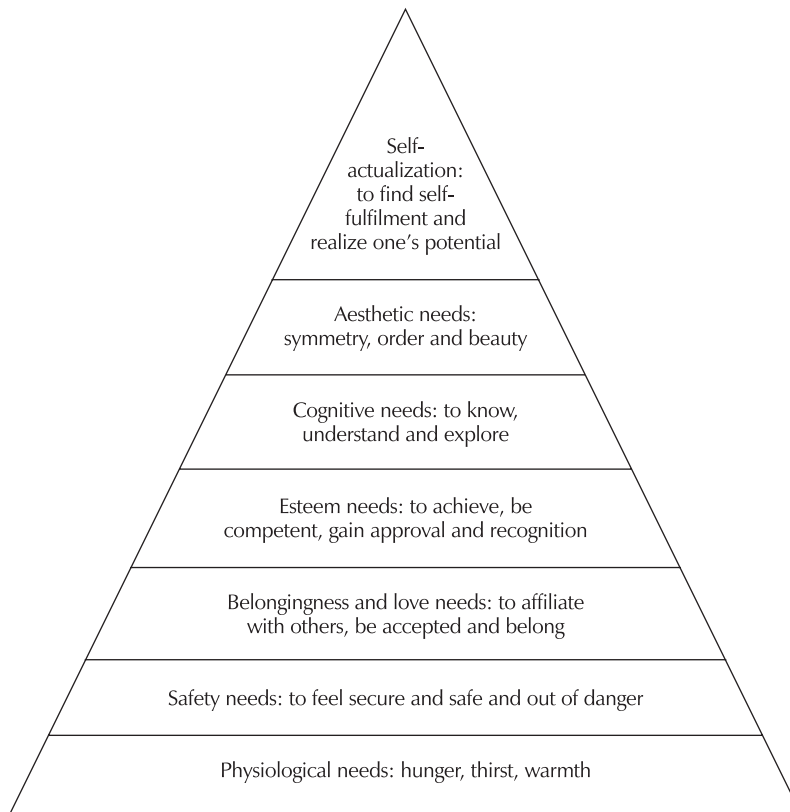 Self-
actualization:
to find self-
fulfilment and
realize one's potential
Aesthetic needs:
symmetry, order and beauty
Cognitive needs: to know,
understand and explore
Esteem needs: to achieve, be
competent, gain approval and recognition
Belongingness and love needs: to affiliate
with others, be accepted and belong
Safety needs: to feel secure and safe and out of danger
Physiological needs: hunger, thirst, warmth